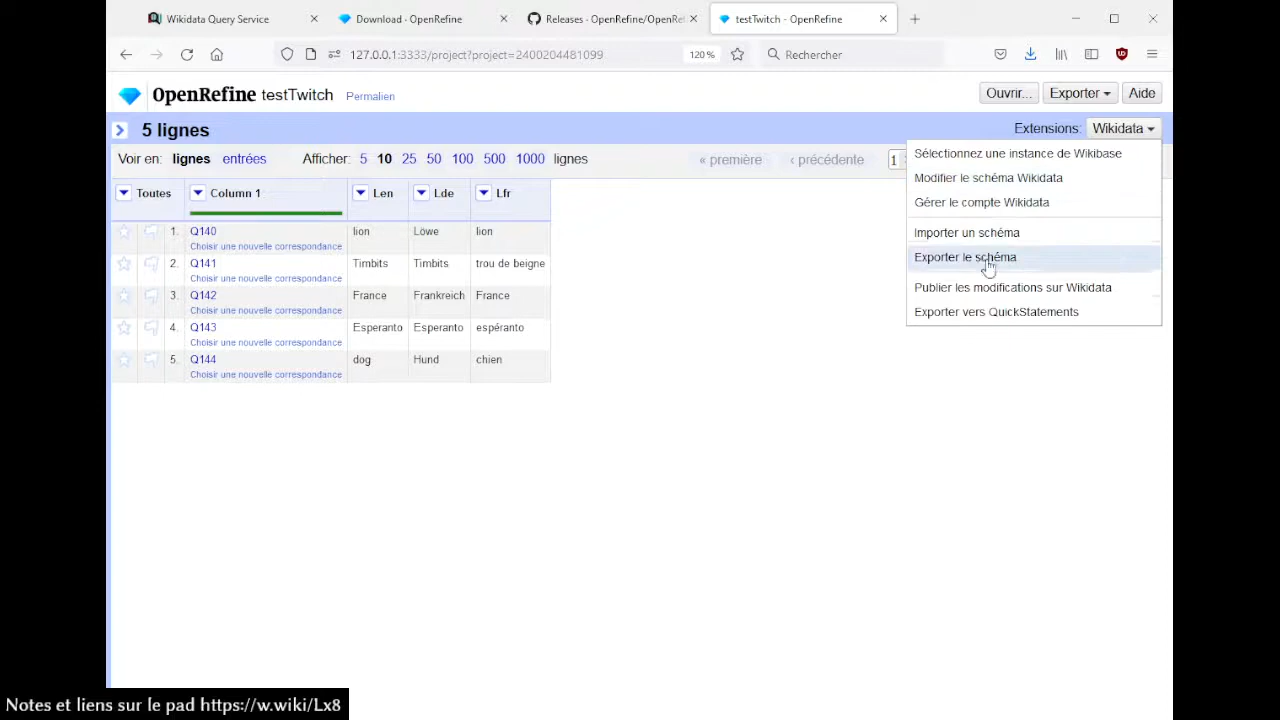 Wikidata Query Service
Download - OpenRefine
Releases - OpenRefine/OpenRef
testTwitch - OpenRefine
127.0.0.1:3333/project?project=2400204481099
120 %
Rechercher
OpenRefine testTwitch Permalien
Ouvrir... Exporter Aide
5 lignes
Extensions: Wikidata
Voir en: lignes entrées Afficher: 5 10 25 50 100 500 1000 lignes
« première ‹ précédente 1
Sélectionnez une instance de Wikibase
Modifier le schéma Wikidata
Gérer le compte Wikidata
Importer un schéma
Exporter le schéma
Publier les modifications sur Wikidata
Exporter vers QuickStatements
Toutes Column 1 Len Lde Lfr
1. Q140 lion Löwe lion
Choisir une nouvelle correspondance
2. Q141 Timbits Timbits trou de beigne
Choisir une nouvelle correspondance
3. Q142 France Frankreich France
Choisir une nouvelle correspondance
4. Q143 Esperanto Esperanto espéranto
Choisir une nouvelle correspondance
5. Q144 dog Hund chien
Choisir une nouvelle correspondance
Notes et liens sur le pad https://w.wiki/Lx8